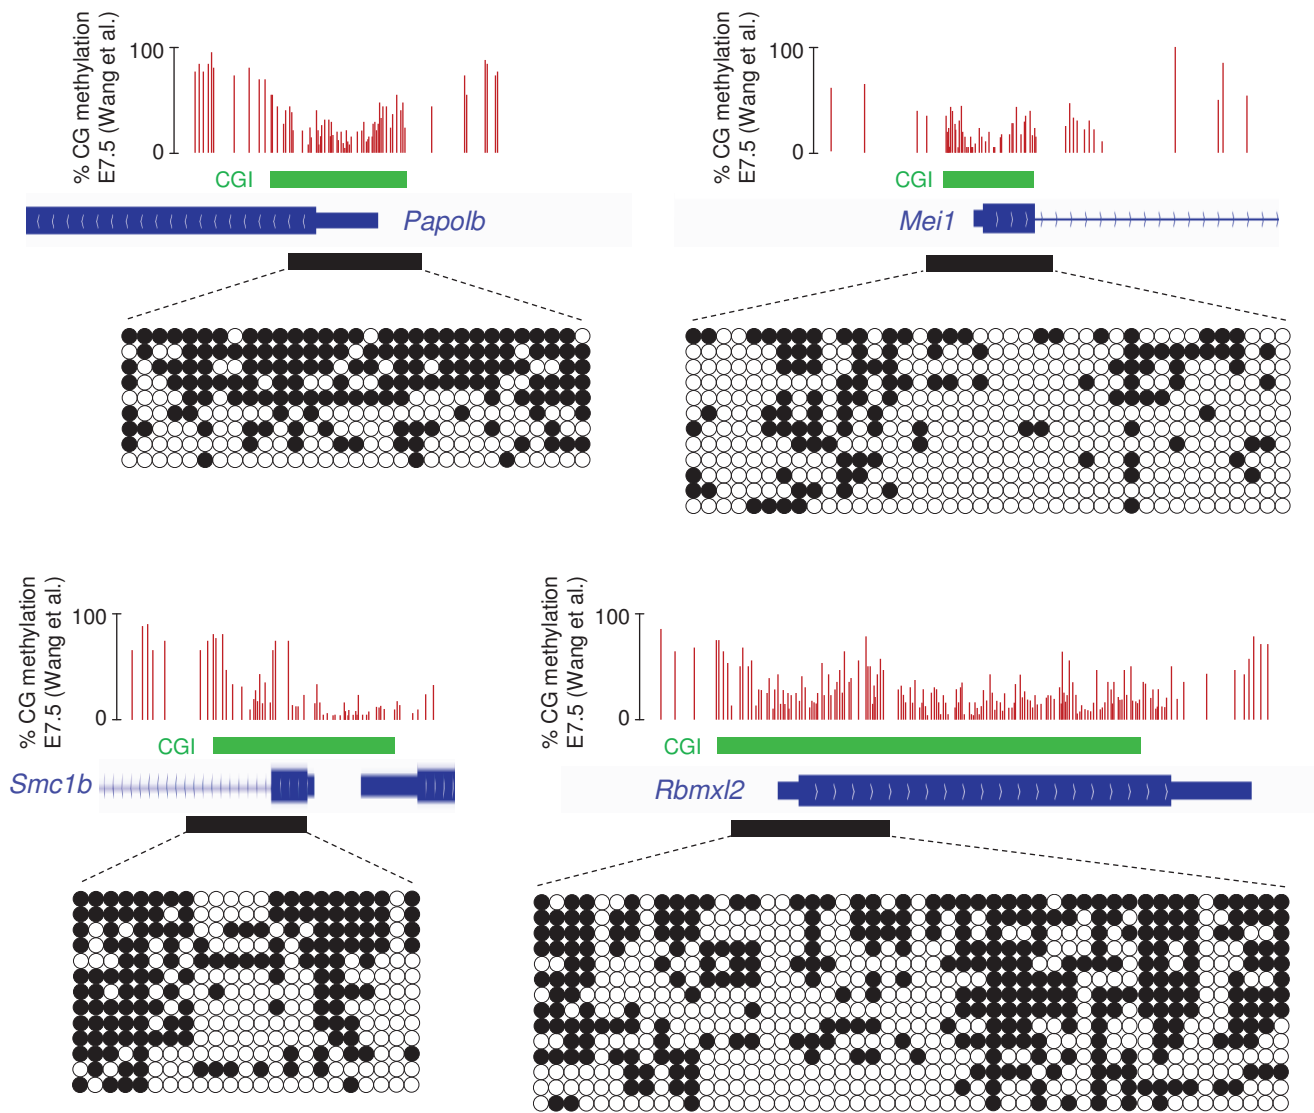 % CG methylation
E7.5 (Wang et al.)
100
0
CGI
Papolb
% CG methylation
E7.5 (Wang et al.)
100
0
CGI
Mei1
% CG methylation
E7.5 (Wang et al.)
100
0
CGI
Smc1b
% CG methylation
E7.5 (Wang et al.)
100
0
CGI
Rbmxl2